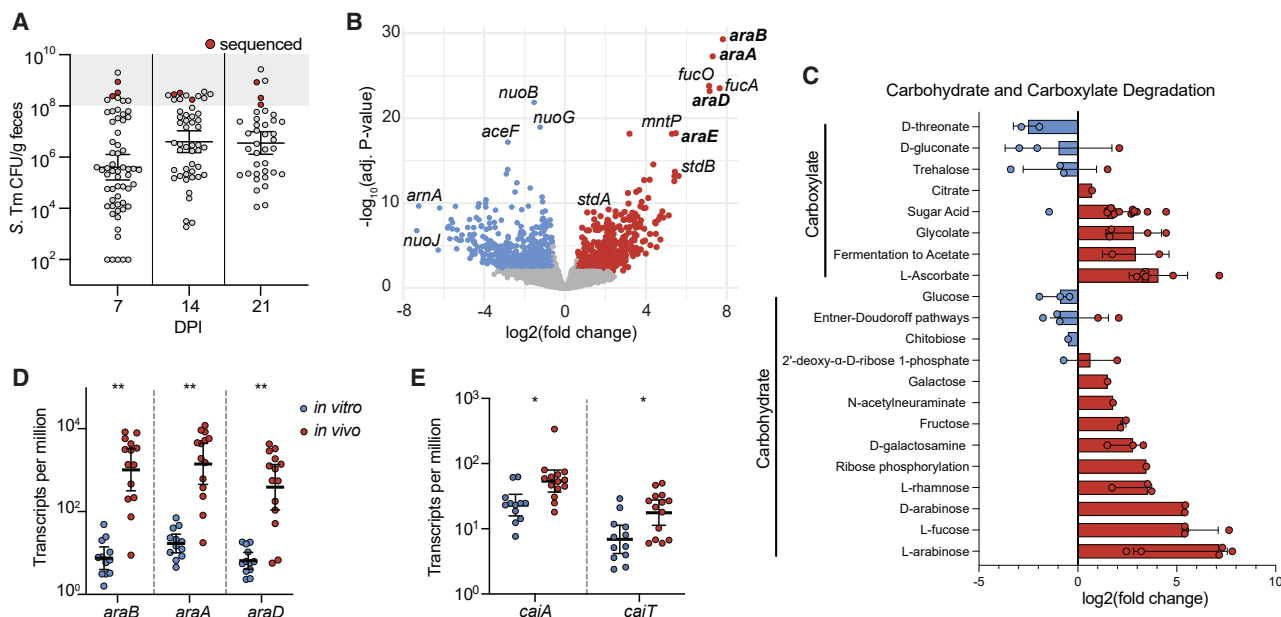 A
sequenced
S. Tm CFU/g feces
10^10
10^8
10^6
10^4
10^2
7
14
21
DPI
B
-log10(adj. P-value)
30
20
10
0
-8
-4
0
4
8
log2(fold change)
araB
araA
fucO
fucA
araD
mntP
araE
stdB
stdA
nuoB
nuoG
aceF
arnA
nuoJ
C
Carbohydrate and Carboxylate Degradation
Carboxylate
D-threonate
D-gluconate
Trehalose
Citrate
Sugar Acid
Glycolate
Fermentation to Acetate
L-Ascorbate
Carbohydrate
Glucose
Entner-Doudoroff pathways
Chitobiose
2'-deoxy-α-D-ribose 1-phosphate
Galactose
N-acetylneuraminate
Fructose
D-galactosamine
Ribose phosphorylation
L-rhamnose
D-arabinose
L-fucose
L-arabinose
-5
0
5
10
log2(fold change)
D
Transcripts per million
10^4
10^2
10^0
**
**
**
in vitro
in vivo
araB
araA
araD
E
Transcripts per million
10^3
10^2
10^1
10^0
*
*
caiA
caiT